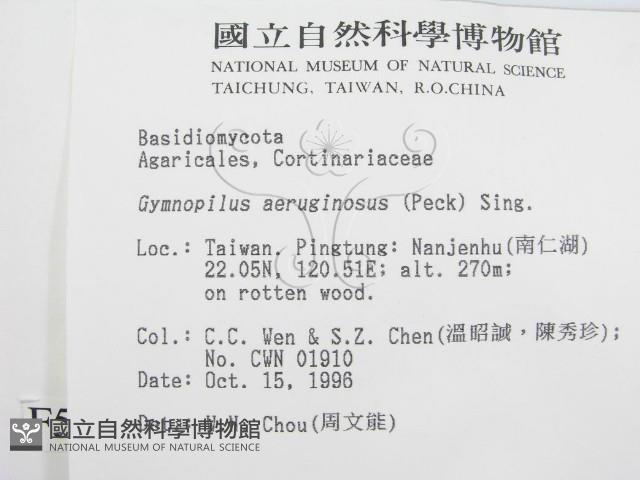 國立自然科學博物館
NATIONAL MUSEUM OF NATURAL SCIENCE
TAICHUNG, TAIWAN, R.O.CHINA
Basidiomycota
Agaricales, Cortinariaceae
Gymnopilus aeruginosus (Peck) Sing.
Loc.: Taiwan. Pingtung: Nanjenhu(南仁湖)
22.05N, 120.51E; alt. 270m;
on rotten wood.
Col.: C.C. Wen & S.Z. Chen(溫昭誠,陳秀珍);
No. CWN 01910
Date: Oct. 15, 1996
Chou(周文能)
國立自然科學博物館
NATIONAL MUSEUM OF NATURAL SCIENCE